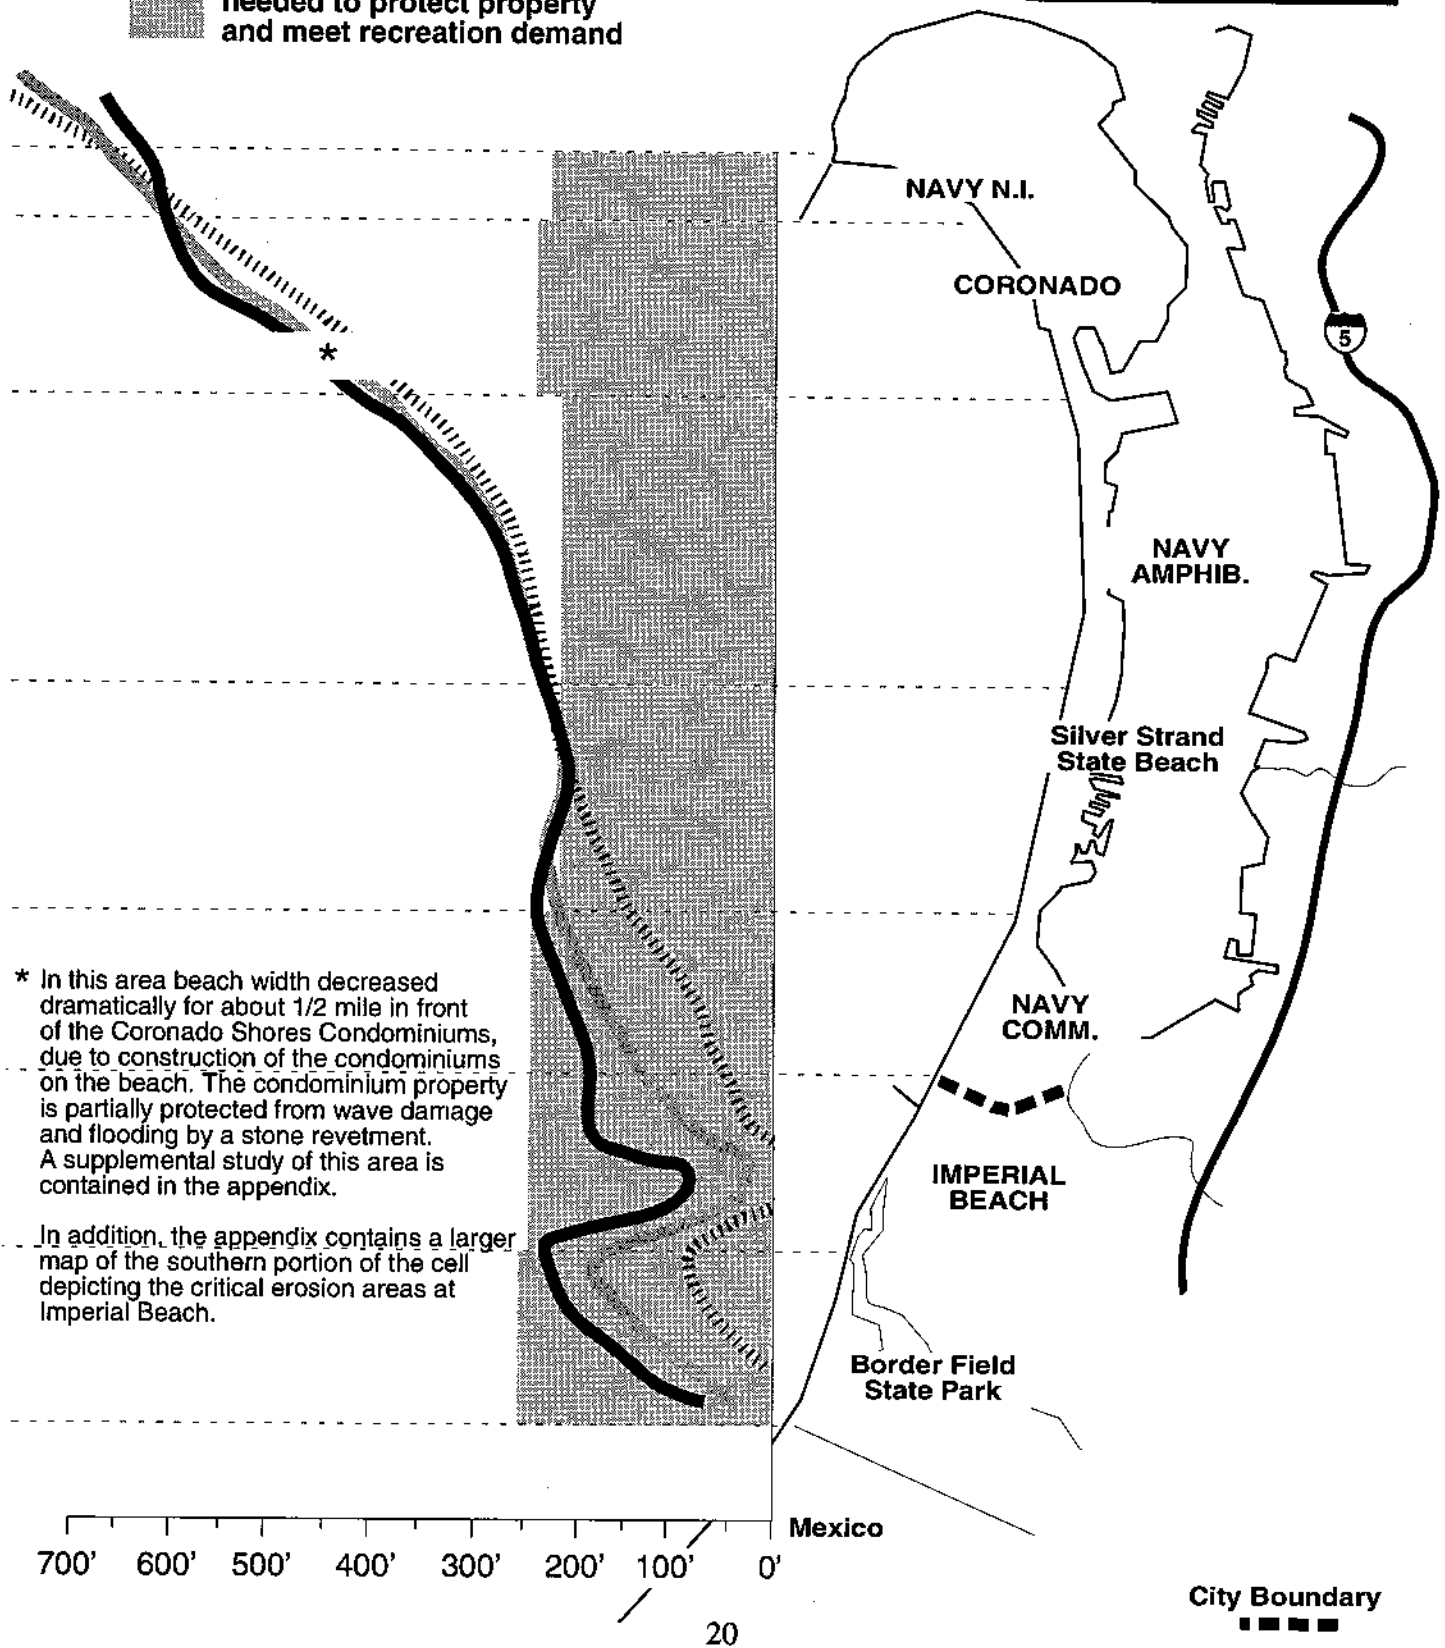 needed to protect property
and meet recreation demand
NAVY N.I.
CORONADO
5
*
NAVY
AMPHIB.
Silver Strand
State Beach
* In this area beach width decreased
dramatically for about 1/2 mile in front
of the Coronado Shores Condominiums,
due to construction of the condominiums
on the beach. The condominium property
is partially protected from wave damage
and flooding by a stone revetment.
A supplemental study of this area is
contained in the appendix.
In addition, the appendix contains a larger
map of the southern portion of the cell
depicting the critical erosion areas at
Imperial Beach.
NAVY
COMM.
IMPERIAL
BEACH
Border Field
State Park
Mexico
700' 600' 500' 400' 300' 200' 100' 0'
City Boundary
20